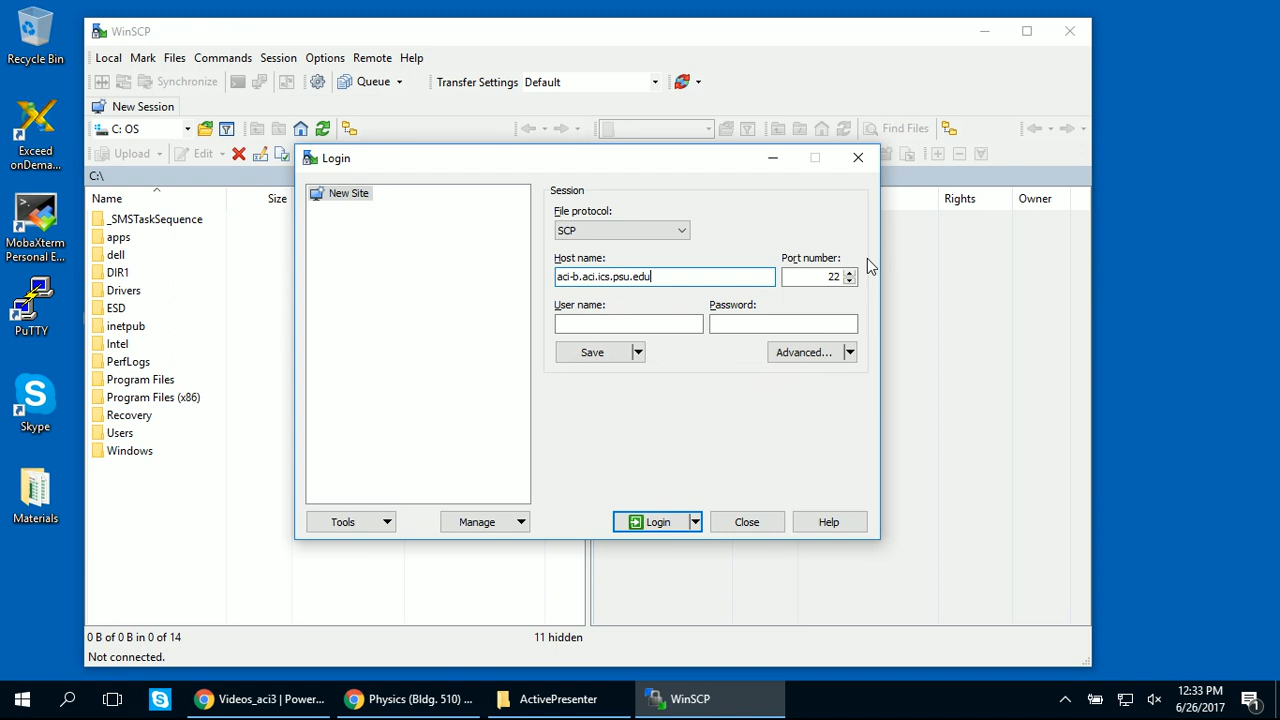 Recycle Bin
Exceed
onDema...
MobaXterm
Personal E...
PuTTY
Skype
Materials
WinSCP
Local Mark Files Commands Session Options Remote Help
Synchronize Queue Transfer Settings Default
New Session
C: OS Find Files
Upload Edit
C:\
Name Size Rights Owner
_SMSTaskSequence
apps
dell
DIR1
Drivers
ESD
inetpub
Intel
PerfLogs
Program Files
Program Files (x86)
Recovery
Users
Windows
Login
New Site
Session
File protocol:
SCP
Host name: Port number:
aci-b.aci.ics.psu.edu 22
User name: Password:
Save Advanced...
Tools Manage Login Close Help
0 B of 0 B in 0 of 14 11 hidden
Not connected.
Videos_aci3 | Power... Physics (Bldg. 510) ... ActivePresenter WinSCP
12:33 PM
6/26/2017
1